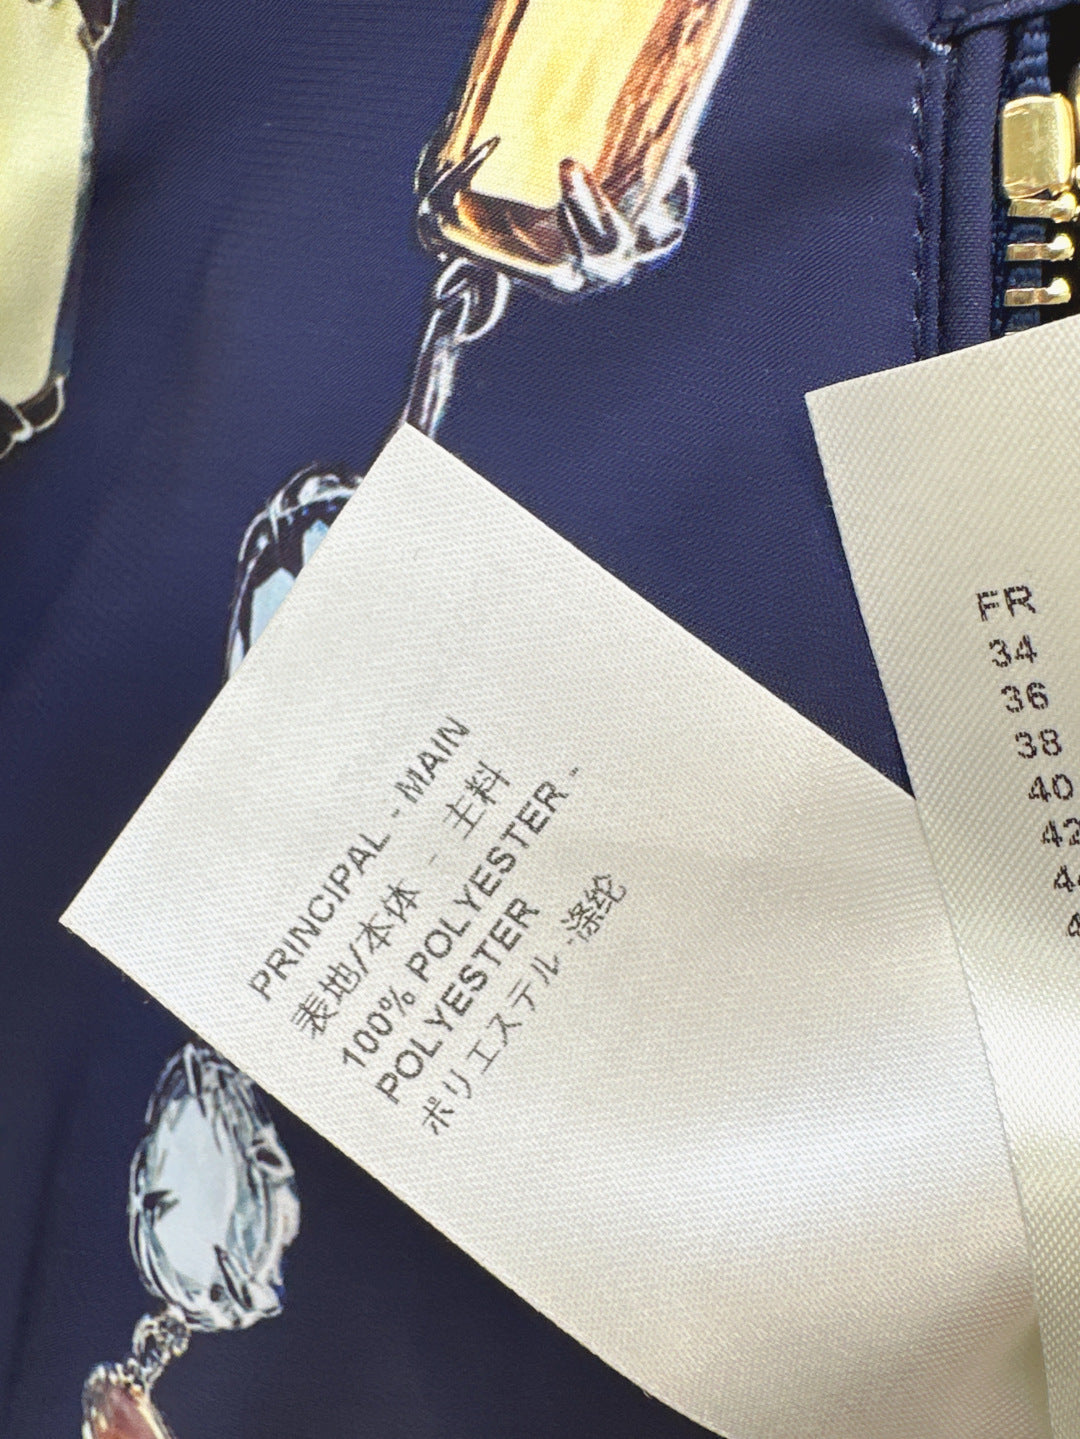 PRINCIPAL - MAIN
表地/本体 - 主料
100% POLYESTER -
POLYESTER
ポリエステル -涤纶
FR
34
36
38
40